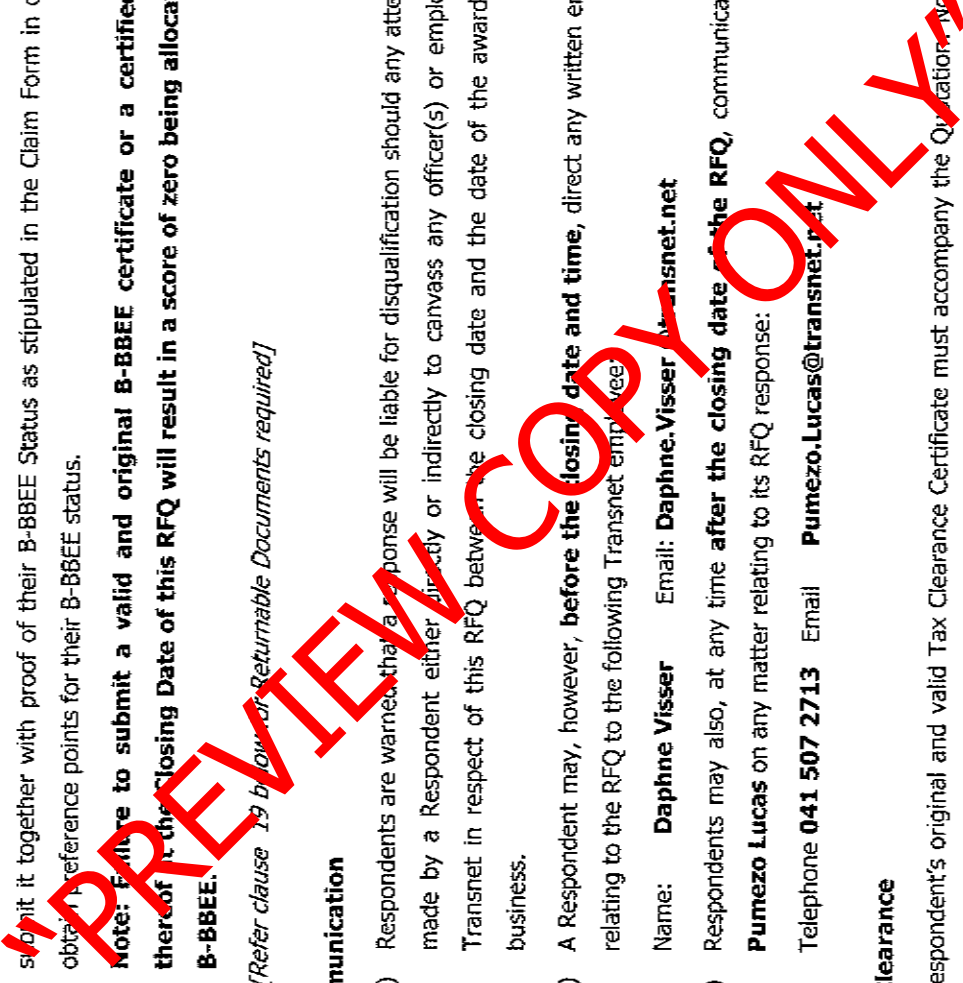 submit it together with proof of their B-BBEE Status as stipulated in the Claim Form in
obtain preference points for their B-BBEE status.
Note: Failure to submit a valid and original B-BBEE certificate or a certified
thereof at the Closing Date of this RFQ will result in a score of zero being
B-BBEE.
[Refer clause 19 below for Returnable Documents required]
Respondents are warned that a response will be liable for disqualification should any
made by a Respondent either directly or indirectly to canvass any officer(s) or
Transnet in respect of this RFQ between the closing date and the date of the award
business.
A Respondent may, however, before the closing date and time, direct any written
relating to the RFQ to the following Transnet employee:
Name: Daphne Visser Email: Daphne.Visser@transnet.net
Respondents may also, at any time after the closing date of the RFQ,
Pumezo Lucas on any matter relating to its RFQ response:
Telephone 041 507 2713 Email Pumezo.Lucas@transnet.net
Clearance
Respondent's original and valid Tax Clearance Certificate must accompany the Quotation.
"PREVIEW COPY ONLY"